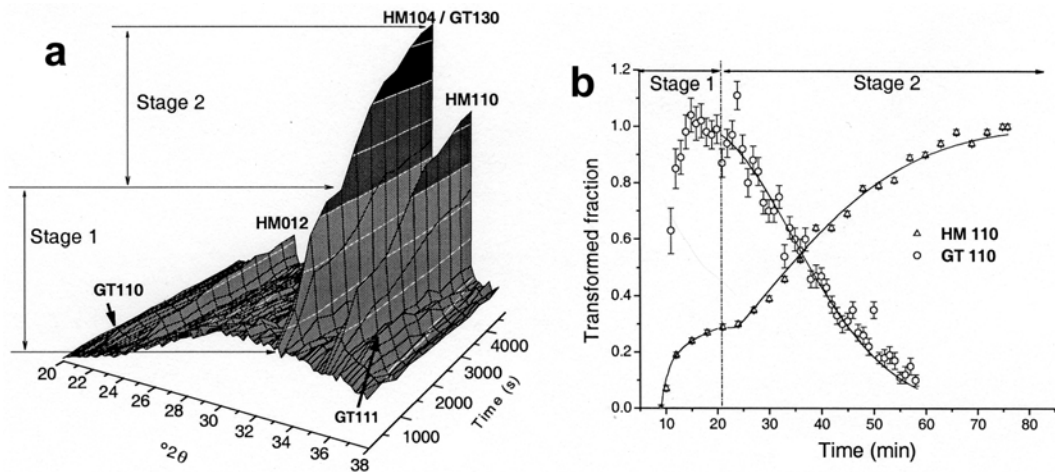 a
HM104 / GT130
HM110
Stage 2
HM012
Stage 1
GT110
GT111
20
22
24
26
28
30
32
34
36
38
°2θ
1000
2000
3000
4000
Time (s)
b
Stage 1
Stage 2
1.2
1.0
0.8
0.6
0.4
0.2
0.0
Transformed fraction
HM 110
GT 110
10
20
30
40
50
60
70
80
Time (min)